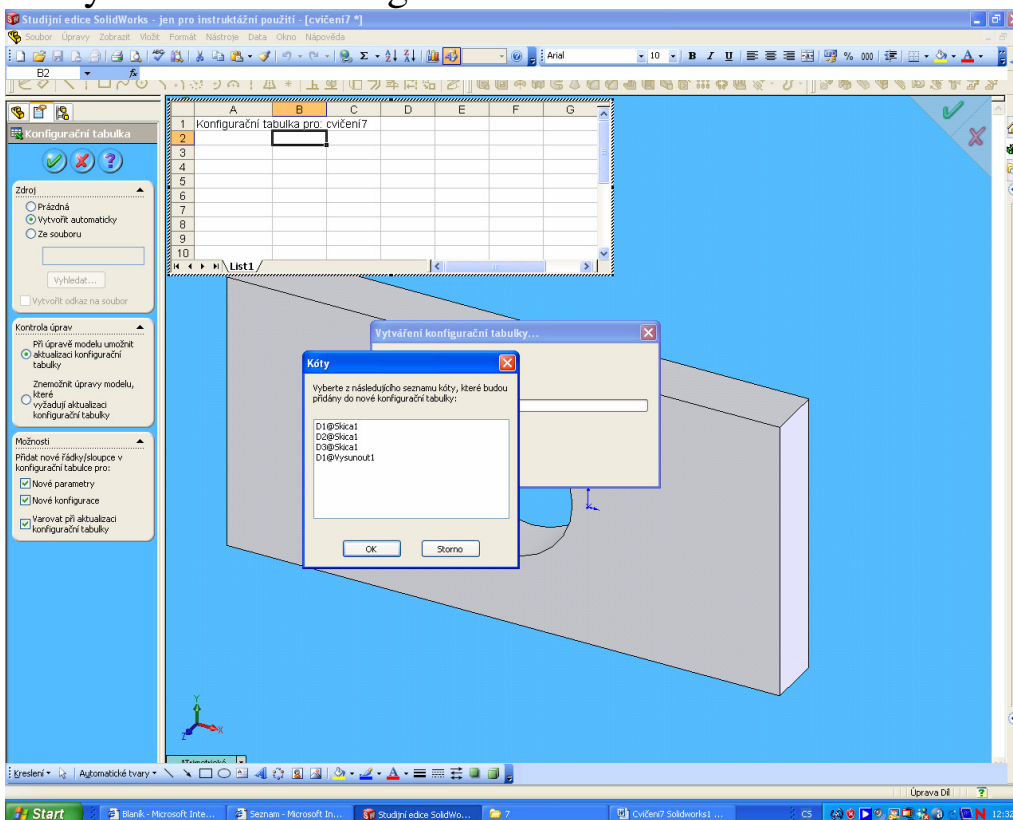 Studijní edice SolidWorks - jen pro instruktážní použití - [cvičení7 *]
Soubor Úpravy Zobrazit Vložit Formát Nástroje Data Okno Nápověda
Arial 10 B I U % 000
B2 fx
A B C D E F G
1 Konfigurační tabulka pro: cvičení7
2
3
4
5
6
7
8
9
10
List1
Konfigurační tabulka
Zdroj
Prázdná
Vytvořit automaticky
Ze souboru
Vyhledat...
Vytvořit odkaz na soubor
Kontrola úprav
Při úpravě modelu umožnit
aktualizaci konfigurační
tabulky
Znemožnit úpravy modelu,
které
vyžadují aktualizaci
konfigurační tabulky
Možnosti
Přidat nové řádky/sloupce v
konfigurační tabulce pro:
Nové parametry
Nové konfigurace
Varovat při aktualizaci
konfigurační tabulky
Vytváření konfigurační tabulky...
Kóty
Vyberte z následujícího seznamu kóty, které budou
přidány do nové konfigurační tabulky:
D1@Skica1
D2@Skica1
D3@Skica1
D1@Vysunout1
OK Storno
Y
X
Z
Kreslení Automatické tvary
Úprava Díl
Start Blaník - Microsoft Inte... Seznam - Microsoft In... Studijní edice SolidWo... 7 Cvičení7 Solidworks1 ... CS 12:32